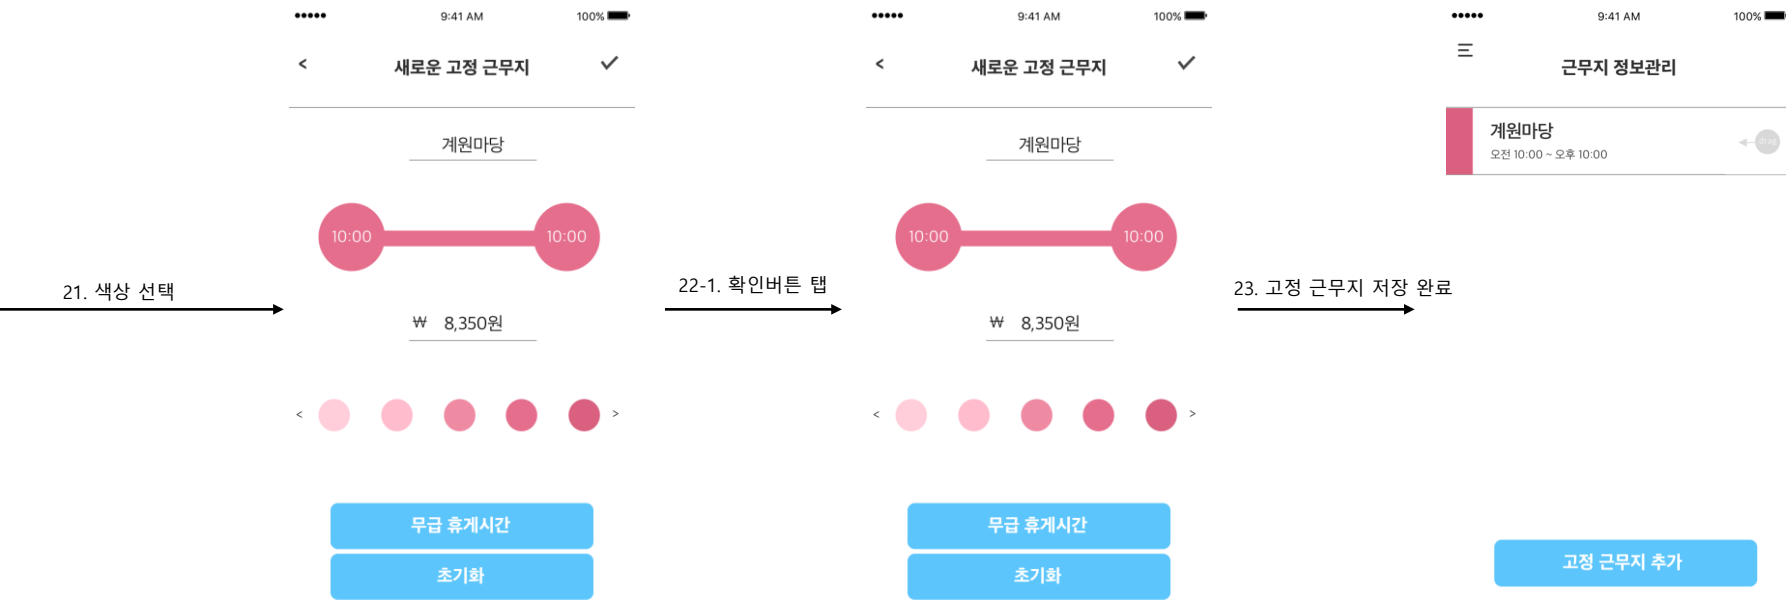 21. 색상 선택
9:41 AM
100%
<
새로운 고정 근무지
계원마당
10:00
10:00
₩ 8,350원
<
>
무급 휴게시간
초기화
22-1. 확인버튼 탭
9:41 AM
100%
<
새로운 고정 근무지
계원마당
10:00
10:00
₩ 8,350원
<
>
무급 휴게시간
초기화
23. 고정 근무지 저장 완료
9:41 AM
100%
근무지 정보관리
계원마당
오전 10:00 ~ 오후 10:00
drag
고정 근무지 추가